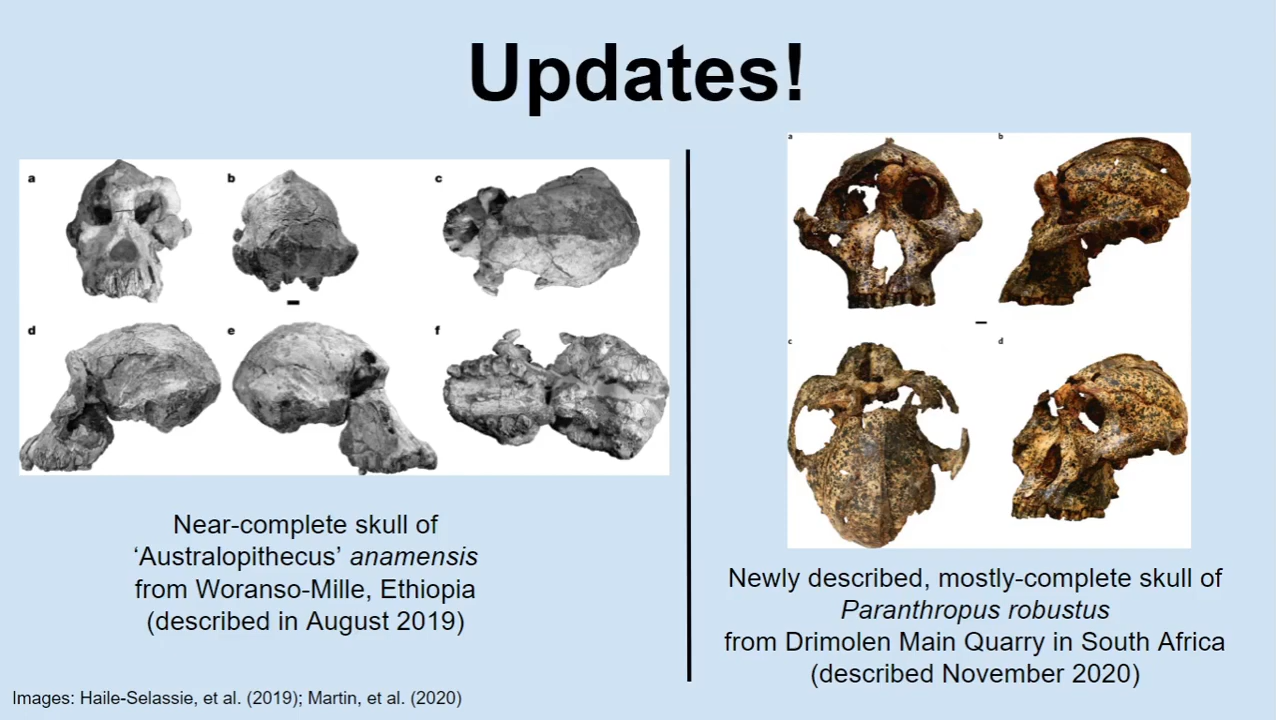 Updates!
a
b
c
d
e
f
Near-complete skull of
‘Australopithecus’ anamensis
from Woranso-Mille, Ethiopia
(described in August 2019)
a
b
c
d
Newly described, mostly-complete skull of
Paranthropus robustus
from Drimolen Main Quarry in South Africa
(described November 2020)
Images: Haile-Selassie, et al. (2019); Martin, et al. (2020)